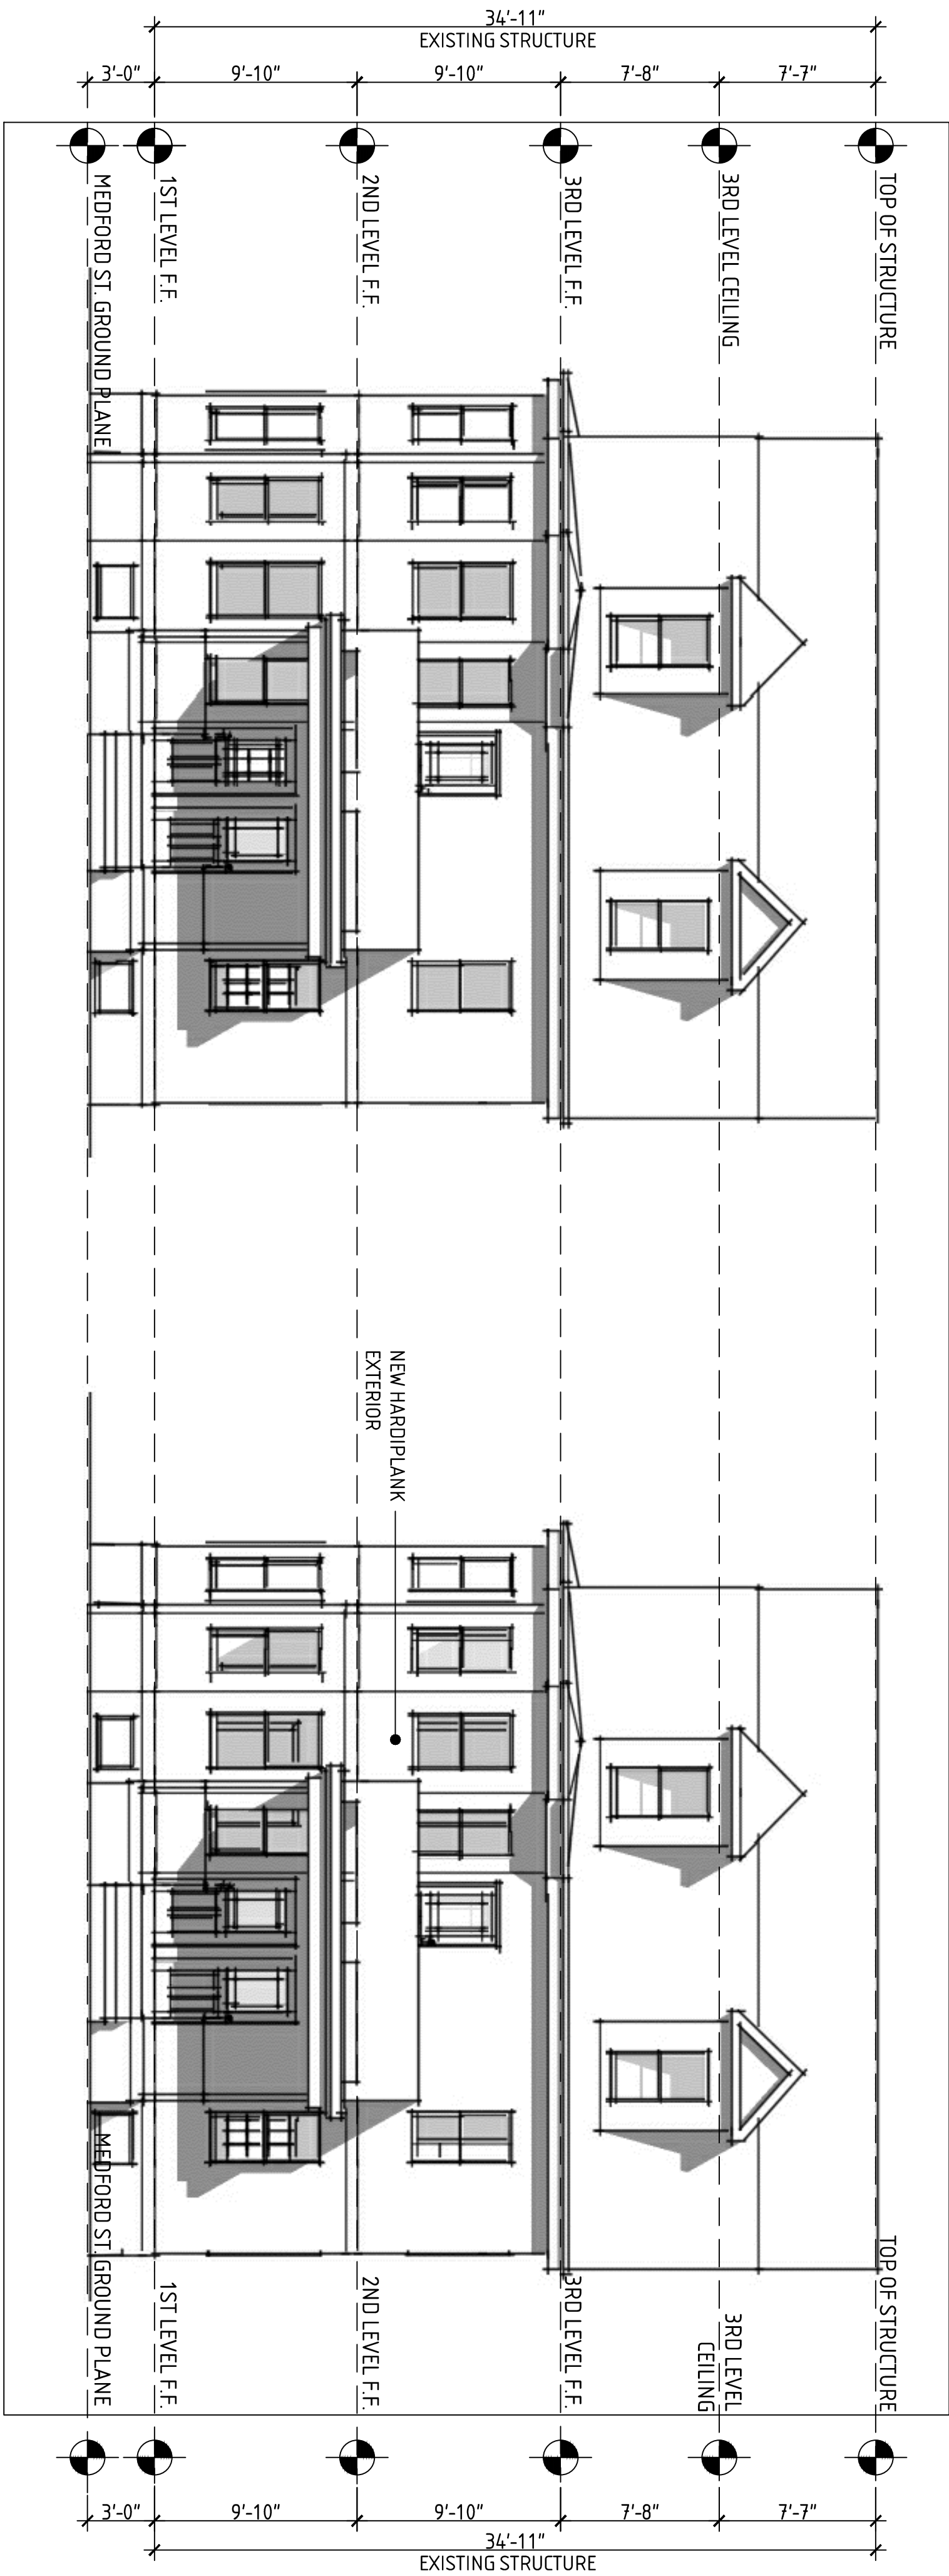 34'-11"
EXISTING STRUCTURE
3'-0"
9'-10"
9'-10"
7'-8"
7'-7"
TOP OF STRUCTURE
3RD LEVEL CEILING
3RD LEVEL F.F.
2ND LEVEL F.F.
1ST LEVEL F.F.
MEDFORD ST. GROUND PLANE
NEW HARDIPLANK
EXTERIOR
TOP OF STRUCTURE
3RD LEVEL
CEILING
3RD LEVEL F.F.
2ND LEVEL F.F.
1ST LEVEL F.F.
MEDFORD ST. GROUND PLANE
3'-0"
9'-10"
9'-10"
7'-8"
7'-7"
34'-11"
EXISTING STRUCTURE